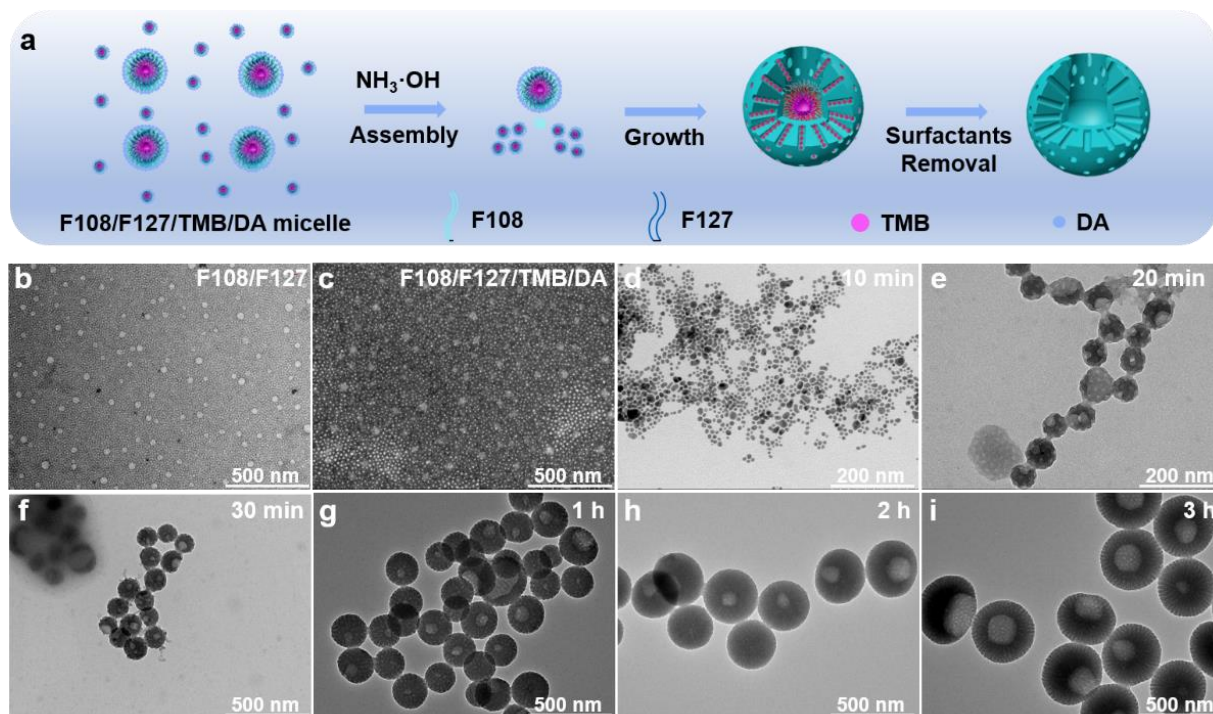 a
NH₃·OH
Assembly
Growth
Surfactants
Removal
F108/F127/TMB/DA micelle
F108
F127
TMB
DA
b
F108/F127
500 nm
c
F108/F127/TMB/DA
500 nm
d
10 min
200 nm
e
20 min
200 nm
f
30 min
500 nm
g
1 h
500 nm
h
2 h
500 nm
i
3 h
500 nm